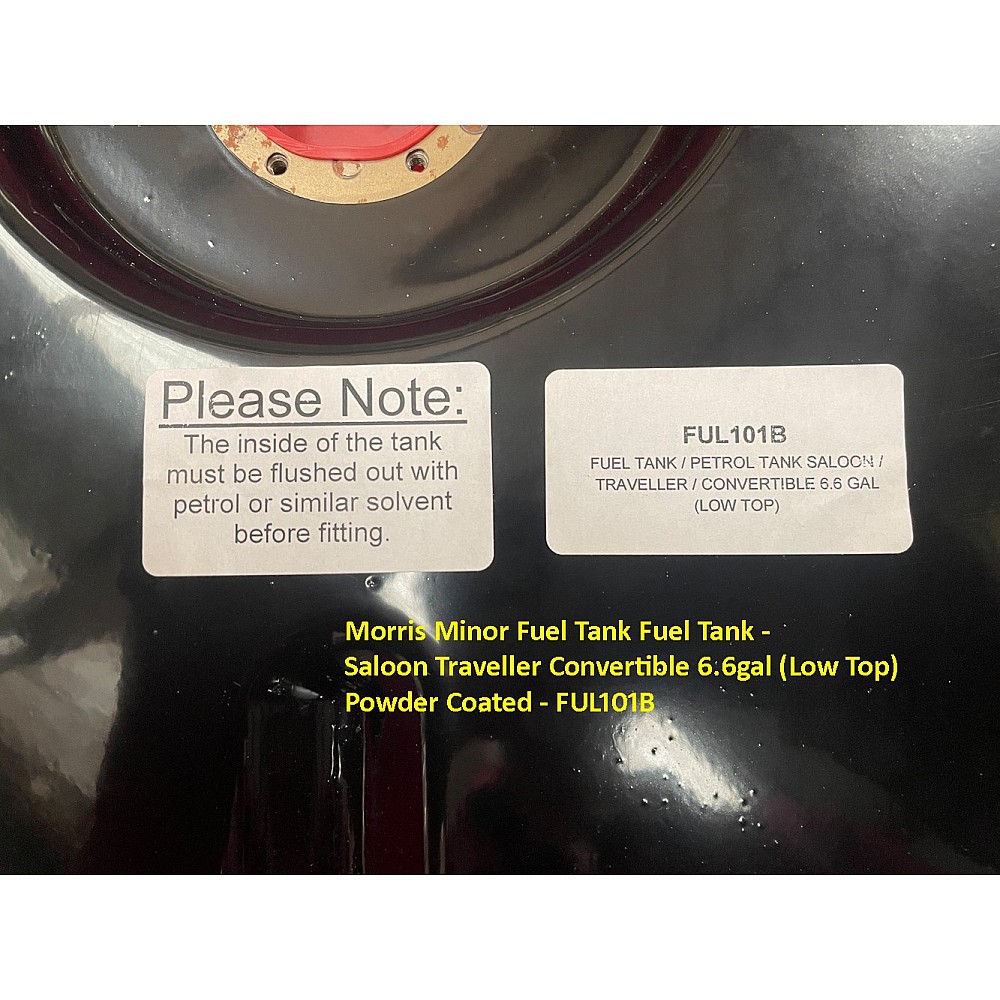 Please Note:
The inside of the tank
must be flushed out with
petrol or similar solvent
before fitting.
FUL101B
FUEL TANK / PETROL TANK SALOON /
TRAVELLER / CONVERTIBLE 6.6 GAL
(LOW TOP)
Morris Minor Fuel Tank Fuel Tank -
Saloon Traveller Convertible 6.6gal (Low Top)
Powder Coated - FUL101B